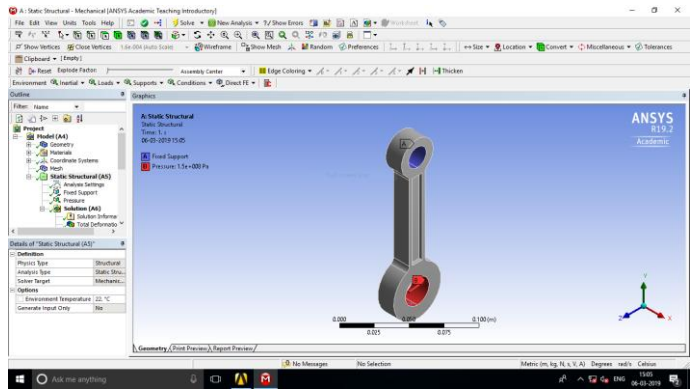 A : Static Structural - Mechanical [ANSYS Academic Teaching Introductory]
File Edit View Units Tools Help Solve New Analysis ?/ Show Errors Worksheet
Show Vertices Close Vertices 1.6e-004 (Auto Scale) Wireframe Show Mesh Random Preferences Size Location Convert Miscellaneous Tolerances
Clipboard [Empty]
Reset Explode Factor: Assembly Center Edge Coloring Thicken
Environment Inertial Loads Supports Conditions Direct FE
Outline
Filter: Name
Project
Model (A4)
Geometry
Materials
Coordinate Systems
Mesh
Static Structural (A5)
Analysis Settings
Fixed Support
Pressure
Solution (A6)
Solution Informa
Total Deformatio
Details of "Static Structural (A5)"
Definition
Physics Type Structural
Analysis Type Static Stru...
Solver Target Mechanic...
Options
Environment Temperature 22. °C
Generate Input Only No
Graphics
A: Static Structural
Static Structural
Time: 1. s
06-03-2019 15:05
A Fixed Support
B Pressure: 1.5e+008 Pa
ANSYS
R19.2
Academic
A
B
0.000 0.050 0.100 (m)
0.025 0.075
Y
Z X
Geometry Print Preview Report Preview
No Messages No Selection Metric (m, kg, N, s, V, A) Degrees rad/s Celsius
Ask me anything
ENG
15:05
06-03-2019